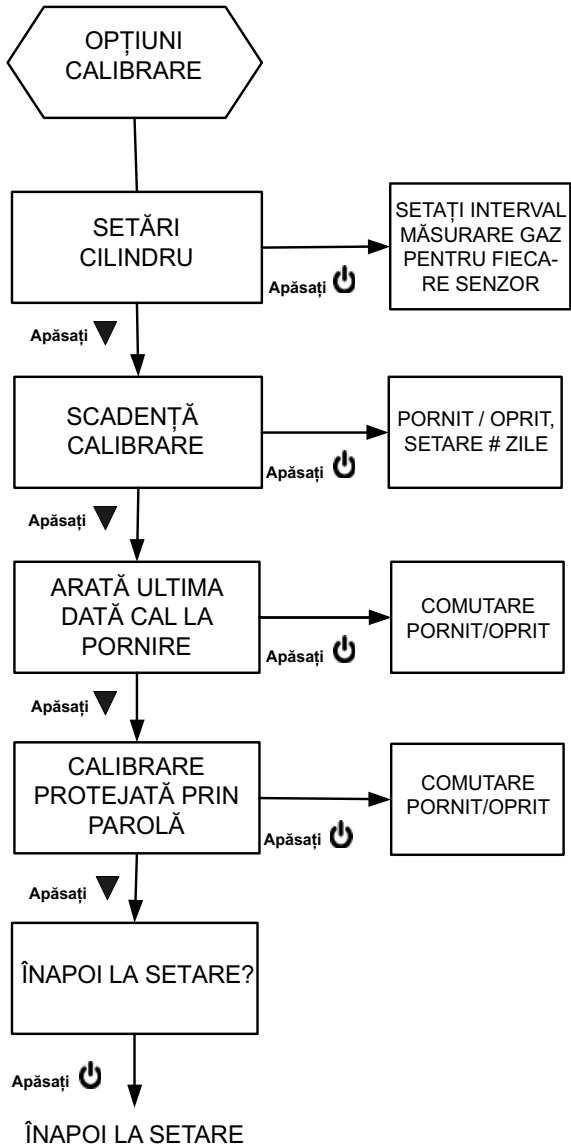 OPȚIUNI
CALIBRARE
SETĂRI
CILINDRU
Apăsați
SETAȚI INTERVAL
MĂSURARE GAZ
PENTRU FIECA-
RE SENZOR
Apăsați
SCADENȚĂ
CALIBRARE
Apăsați
PORNIT / OPRIT,
SETARE # ZILE
Apăsați
ARATĂ ULTIMA
DATĂ CAL LA
PORNIRE
Apăsați
COMUTARE
PORNIT/OPRIT
Apăsați
CALIBRARE
PROTEJATĂ PRIN
PAROLĂ
Apăsați
COMUTARE
PORNIT/OPRIT
Apăsați
ÎNAPOI LA SETARE?
Apăsați
ÎNAPOI LA SETARE